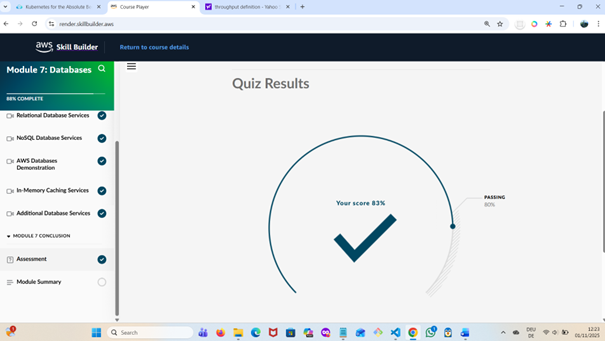 Kubernetes for the Absolute B
Course Player
throughput definition - Yahoo
render.skillbuilder.aws
aws Skill Builder
Return to course details
Module 7: Databases
88% COMPLETE
Relational Database Services
NoSQL Database Services
AWS Databases
Demonstration
In-Memory Caching Services
Additional Database Services
MODULE 7 CONCLUSION
Assessment
Module Summary
Quiz Results
Your score 83%
PASSING
80%
Search
DEU
DE
12:23
01/11/2025